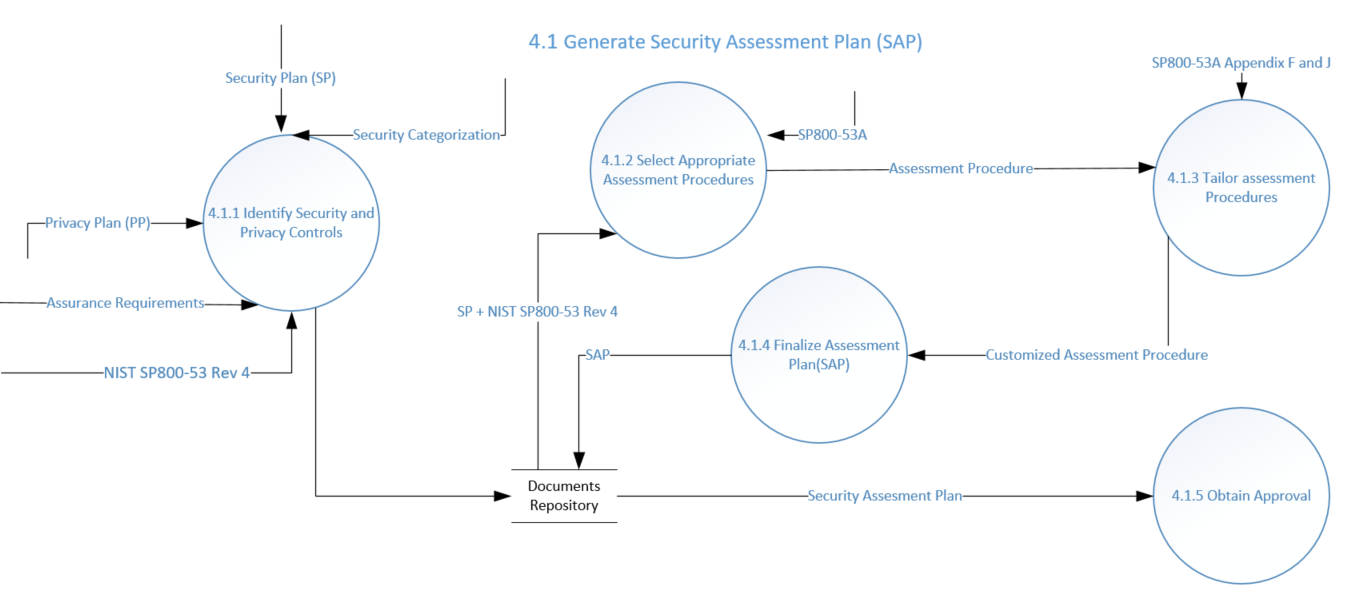 4.1 Generate Security Assessment Plan (SAP)
Security Plan (SP)
Security Categorization
4.1.1 Identify Security and
Privacy Controls
Privacy Plan (PP)
Assurance Requirements
NIST SP800-53 Rev 4
SP800-53A
4.1.2 Select Appropriate
Assessment Procedures
Assessment Procedure
SP800-53A Appendix F and J
4.1.3 Tailor assessment
Procedures
SP + NIST SP800-53 Rev 4
SAP
4.1.4 Finalize Assessment
Plan(SAP)
Customized Assessment Procedure
Documents
Repository
Security Assesment Plan
4.1.5 Obtain Approval